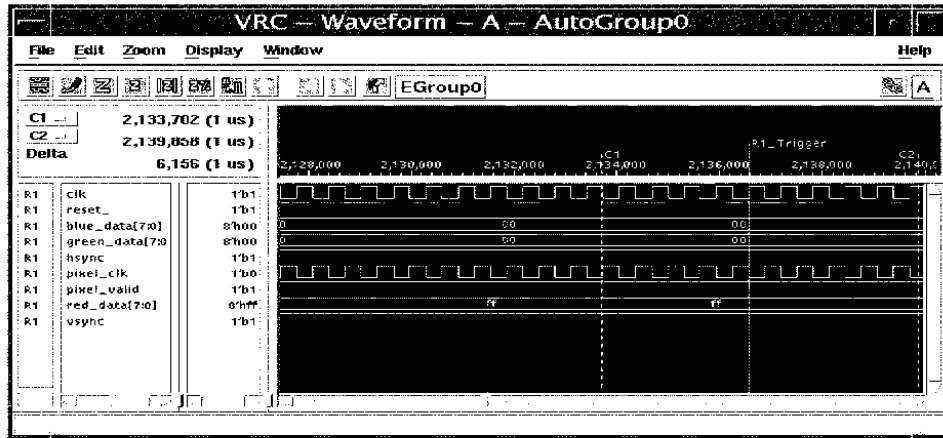 VRC – Waveform – A – AutoGroup0
File Edit Zoom Display Window Help
EGroup0 A
C1 2,133,702 (1 us)
C2 2,139,858 (1 us)
Delta 6,156 (1 us)
R1_Trigger
C1 C2
2,128,000 2,130,000 2,132,000 2,134,000 2,136,000 2,138,000 2,140,0
R1 clk 1'b1
R1 reset_ 1'b1
R1 blue_data[7:0] 8'h00 0 00 00
R1 green_data[7:0 8'h00 0 00 00
R1 hsync 1'b1
R1 pixel_clk 1'b0
R1 pixel_valid 1'b1
R1 red_data[7:0] 8'hff ff ff
R1 vsync 1'b1